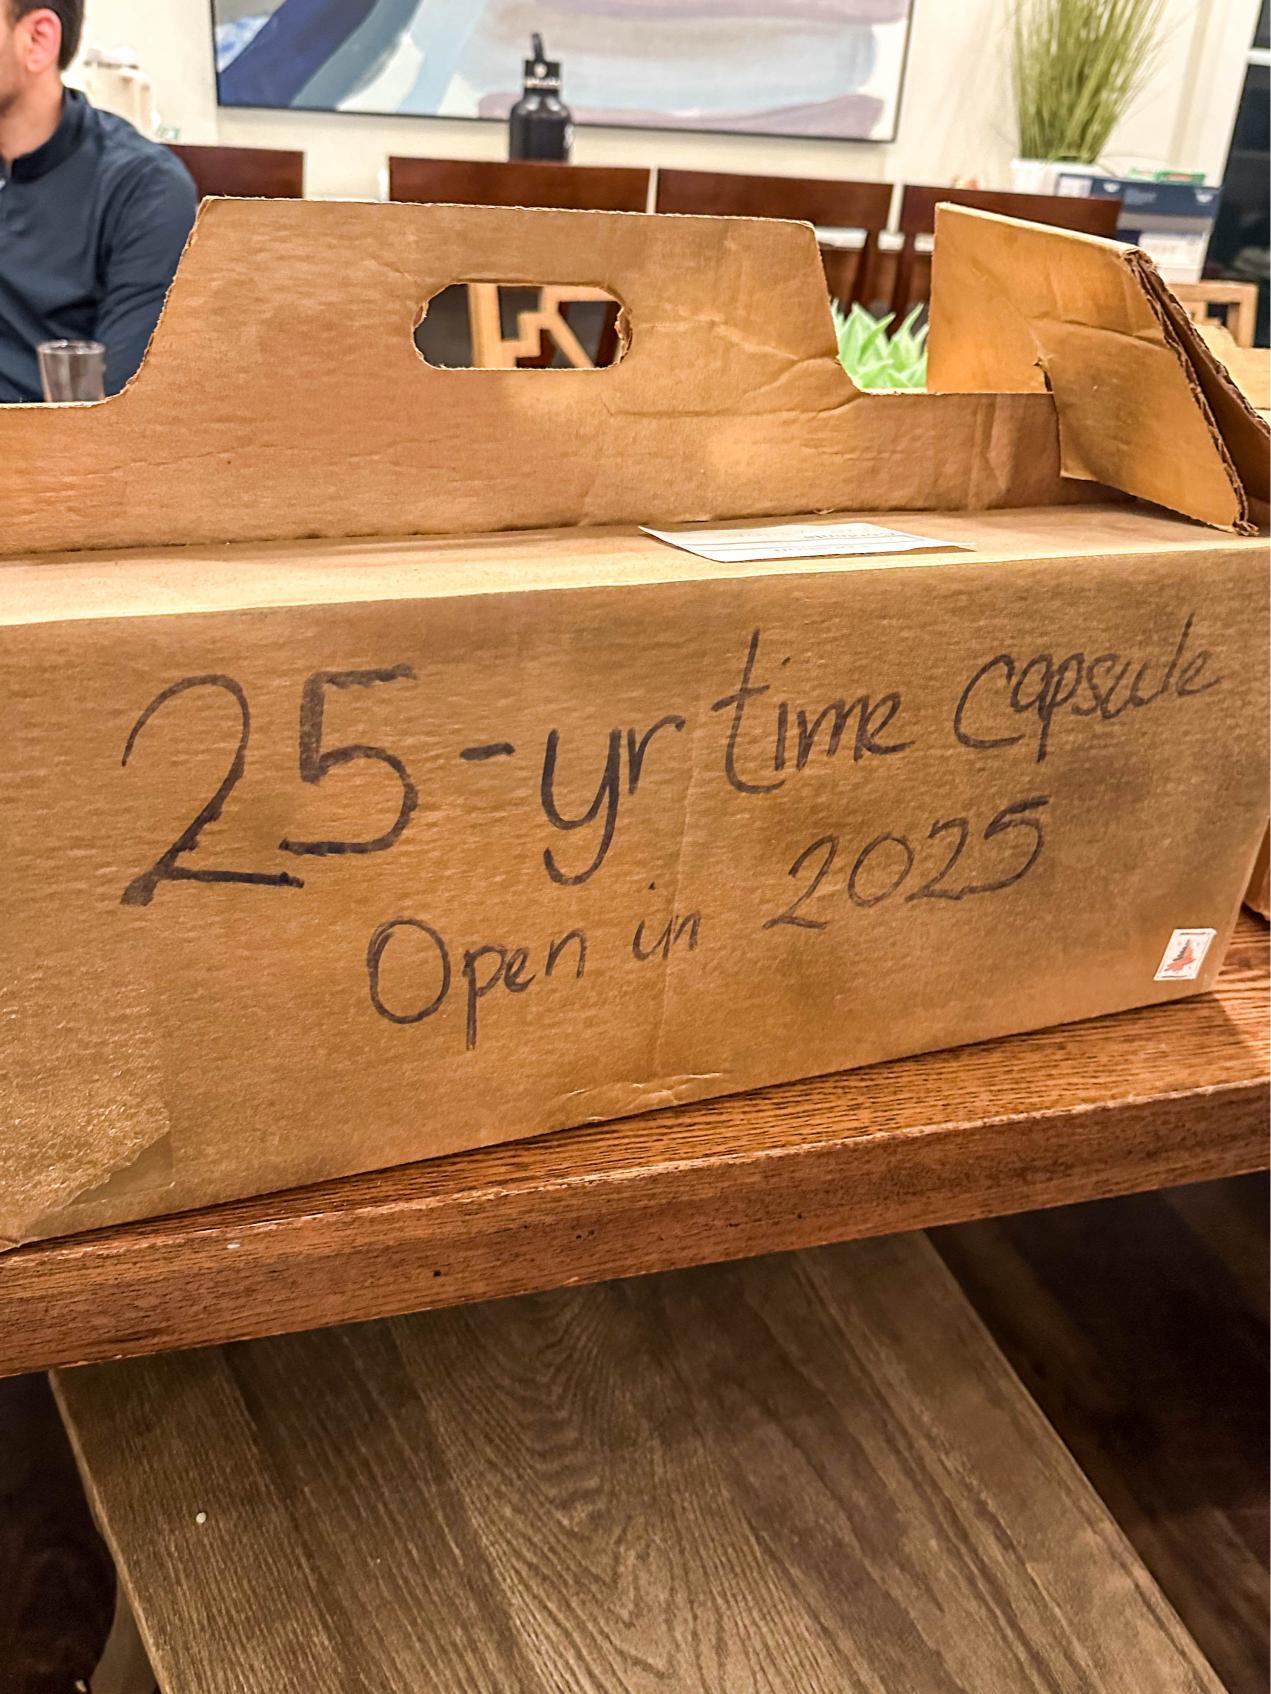 25-yr time capsule
Open in 2025